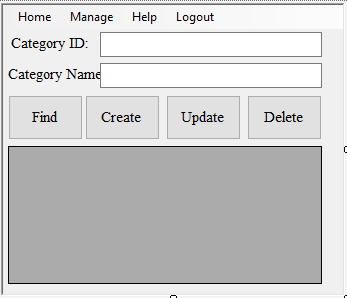 Home Manage Help Logout
Category ID:
Category Name
Find Create Update Delete